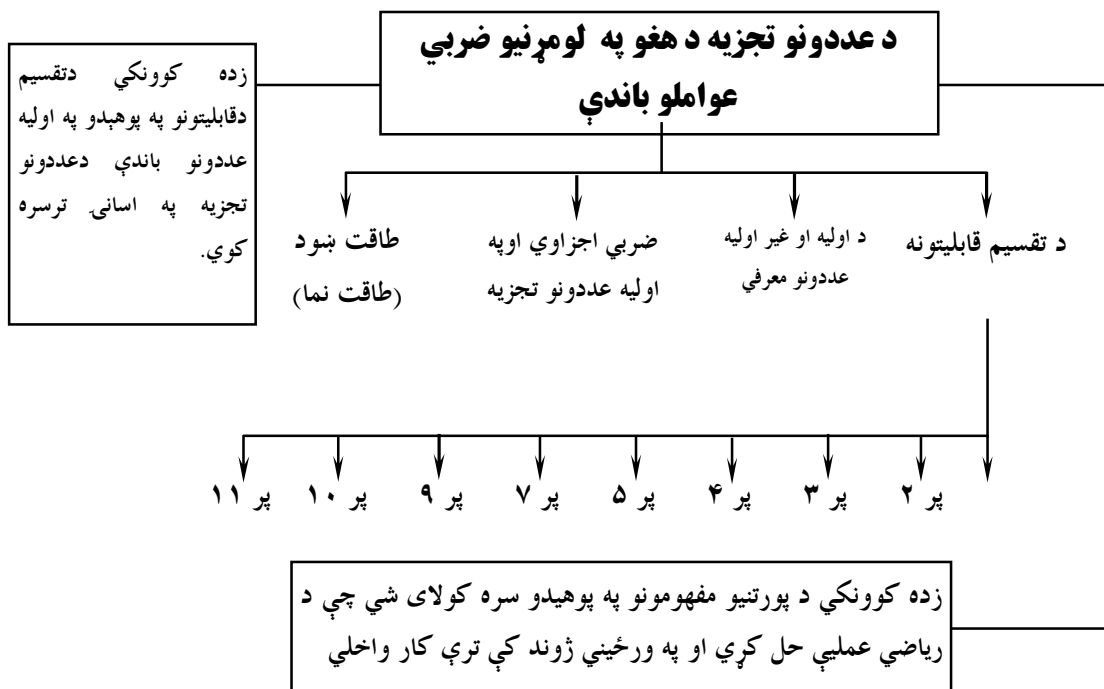 د عددونو تجزیه د هغو په لومړنیو ضربي
عواملو باندې
زده کوونکي دتقسیم
دقابلیتونو په پوهېدو په اولیه
عددونو باندې دعددونو
تجزیه په اسانۍ ترسره
کوي.
د تقسیم قابلیتونه
د اولیه او غیر اولیه
عددونو معرفي
ضربي اجزاوي اوپه
اولیه عددونو تجزیه
طاقت ښود
(طاقت نما)
پر ۲
پر ۳
پر ۴
پر ۵
پر ۷
پر ۹
پر ۱۰
پر ۱۱
زده کوونکي د پورتنیو مفهومونو په پوهیدو سره کولای شي چې د
ریاضي عملیې حل کړي او په ورځیني ژوند کې ترې کار واخلي